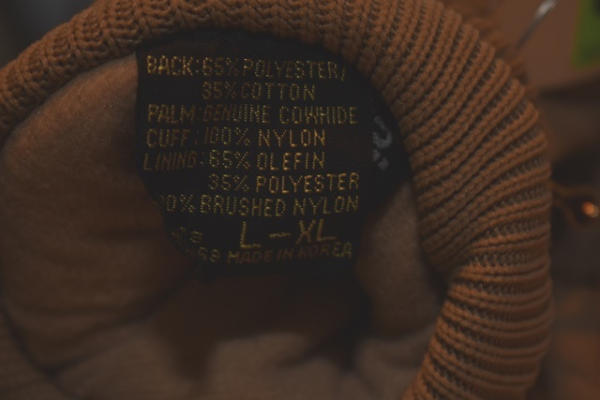 BACK: 65% POLYESTER/
35% COTTON
PALM: GENUINE COWHIDE
CUFF: 100% NYLON
LINING: 65% OLEFIN
35% POLYESTER
BRUSHED NYLON
L-XL
MADE IN KOREA